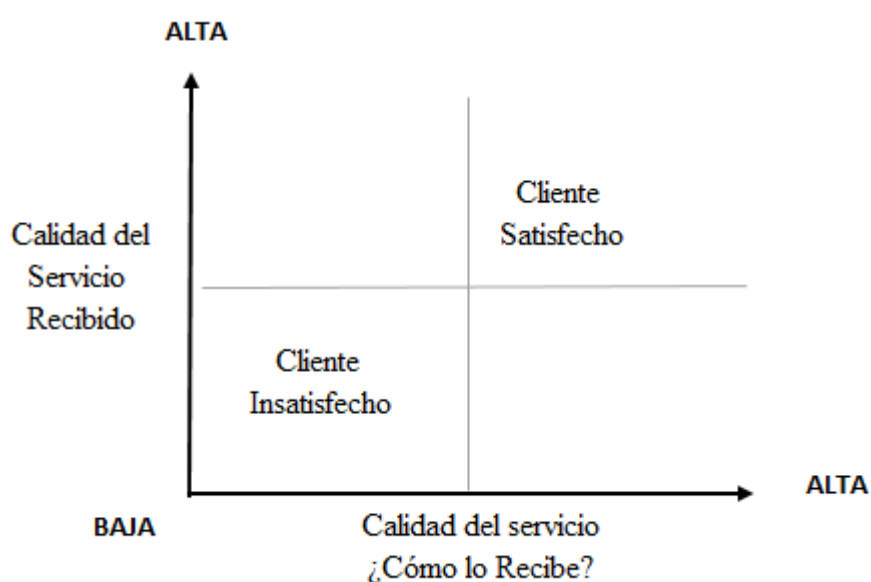 ALTA
Cliente
Satisfecho
Calidad del
Servicio
Recibido
Cliente
Insatisfecho
ALTA
BAJA
Calidad del servicio
¿Cómo lo Recibe?